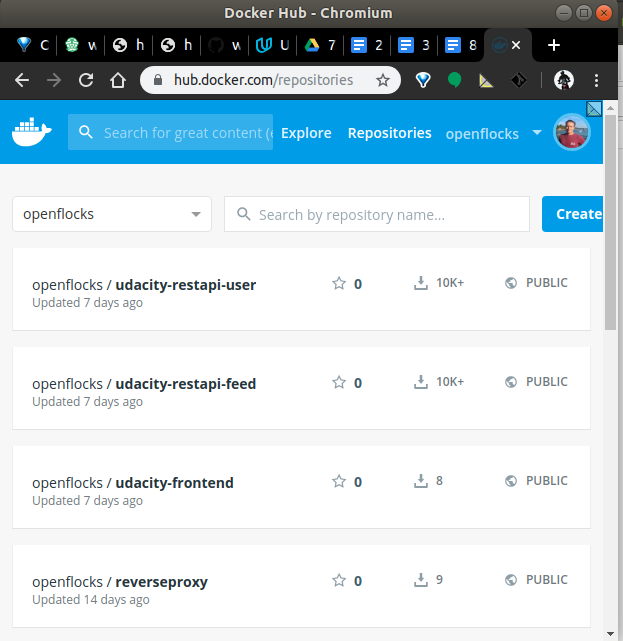 Docker Hub - Chromium
C w h h w U 7 2 3 8
hub.docker.com/repositories
Search for great content (e
Explore Repositories openflocks
openflocks Search by repository name... Create
openflocks / udacity-restapi-user 0 10K+ PUBLIC
Updated 7 days ago
openflocks / udacity-restapi-feed 0 10K+ PUBLIC
Updated 7 days ago
openflocks / udacity-frontend 0 8 PUBLIC
Updated 7 days ago
openflocks / reverseproxy 0 9 PUBLIC
Updated 14 days ago